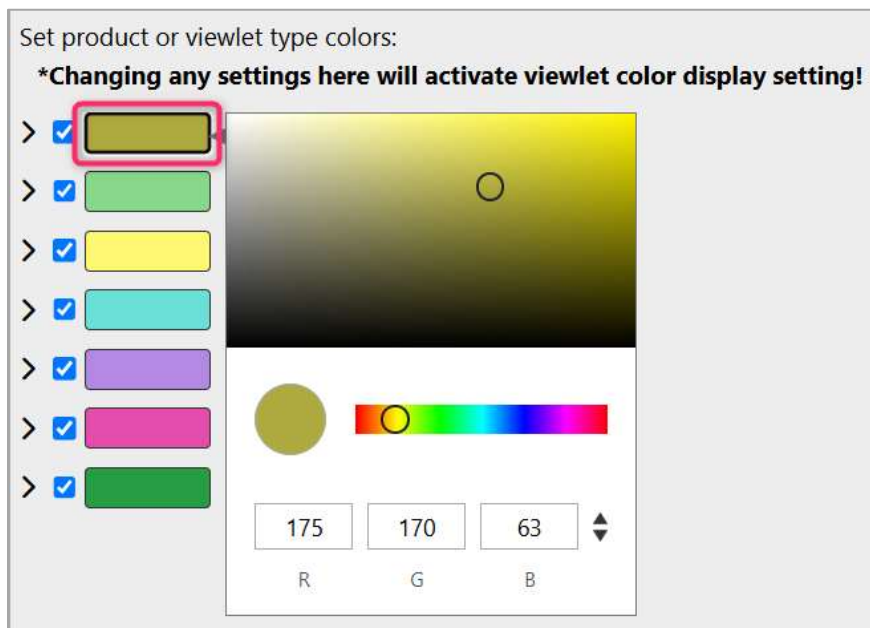 Set product or viewlet type colors:
*Changing any settings here will activate viewlet color display setting!
175 170 63
R G B